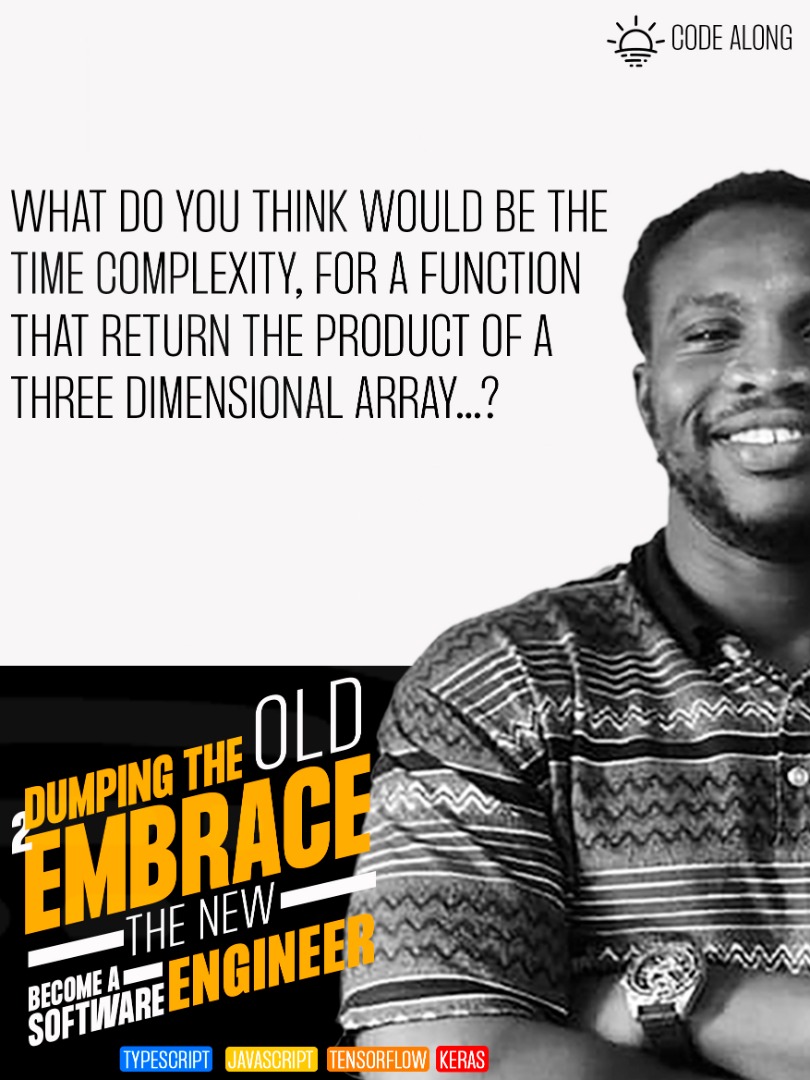 CODE ALONG
WHAT DO YOU THINK WOULD BE THE
TIME COMPLEXITY, FOR A FUNCTION
THAT RETURN THE PRODUCT OF A
THREE DIMENSIONAL ARRAY...?
DUMPING THE OLD
2 EMBRACE
THE NEW
BECOME A
SOFTWARE ENGINEER
TYPESCRIPT JAVASCRIPT TENSORFLOW KERAS